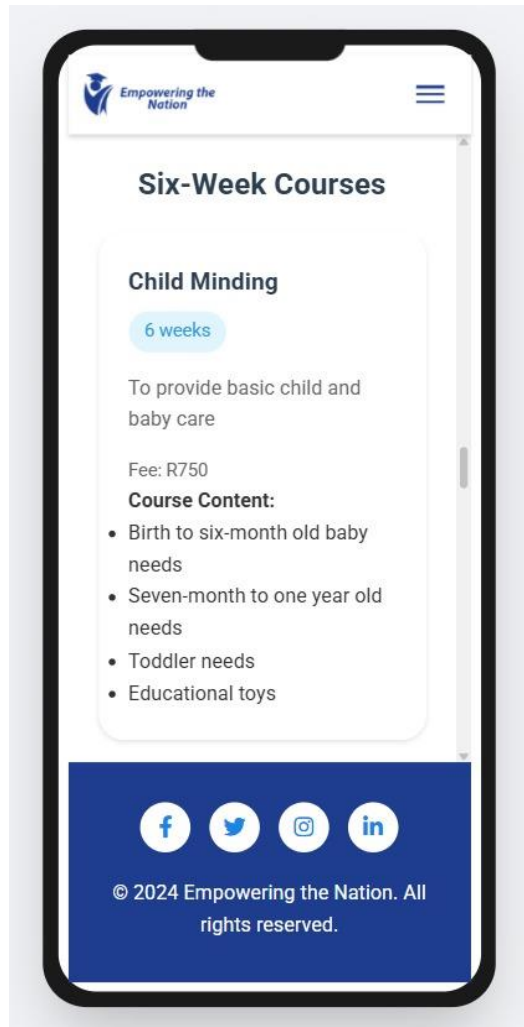 Empowering the
Nation
Six-Week Courses
Child Minding
6 weeks
To provide basic child and
baby care
Fee: R750
Course Content:
• Birth to six-month old baby
needs
• Seven-month to one year old
needs
• Toddler needs
• Educational toys
© 2024 Empowering the Nation. All
rights reserved.